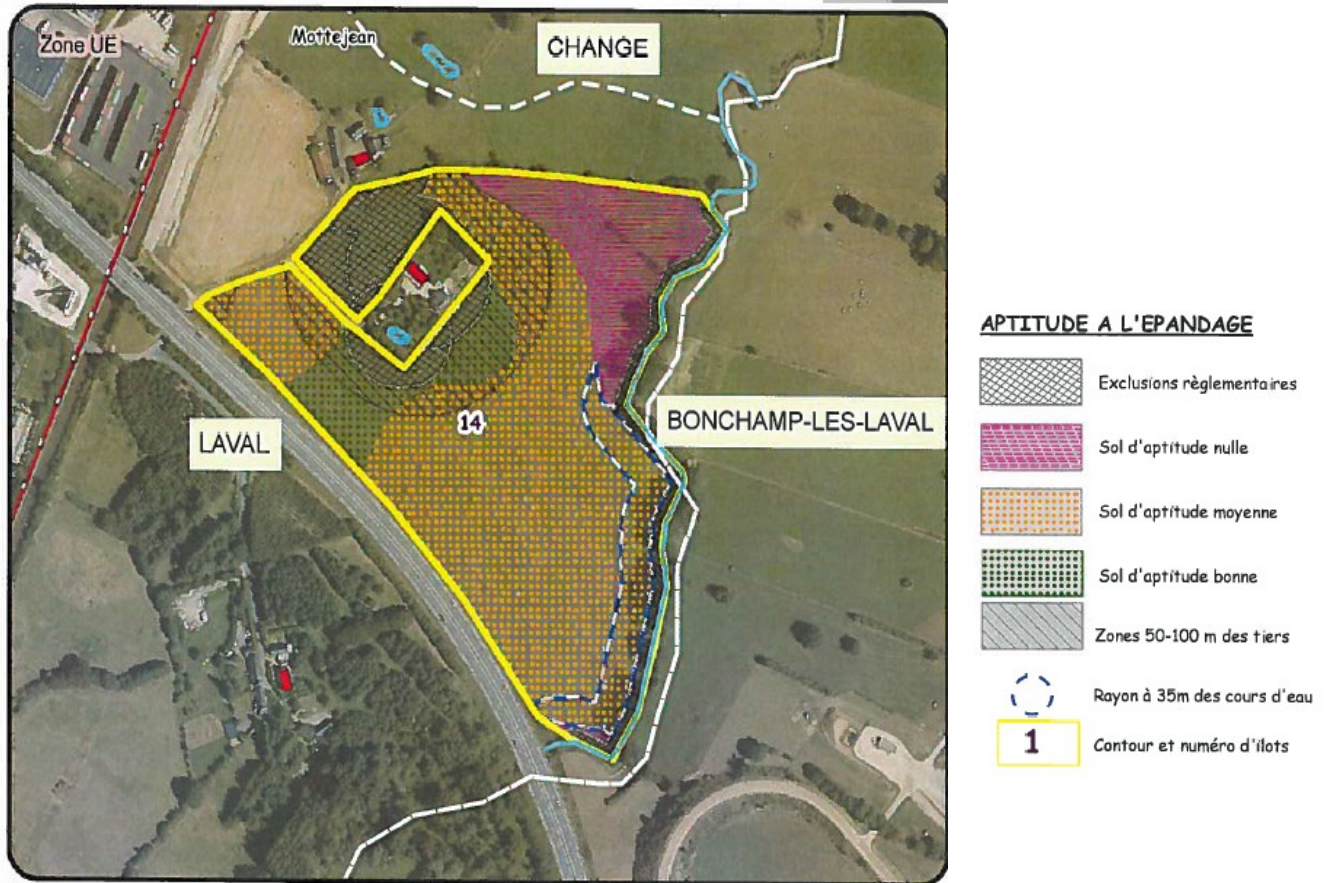 Zone UE
Mottejean
CHANGE
LAVAL
14
BONCHAMP-LES-LAVAL
APTITUDE A L'EPANDAGE
Exclusions règlementaires
Sol d'aptitude nulle
Sol d'aptitude moyenne
Sol d'aptitude bonne
Zones 50-100 m des tiers
Rayon à 35m des cours d'eau
1
Contour et numéro d'ilots